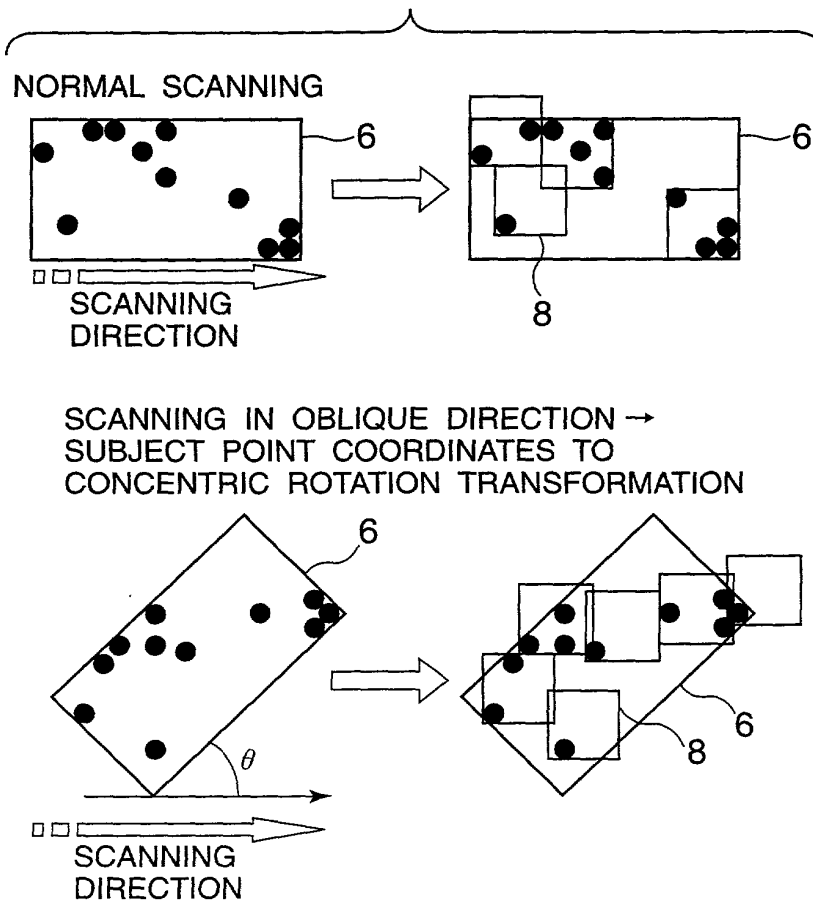 NORMAL SCANNING
6
6
8
SCANNING
DIRECTION
SCANNING IN OBLIQUE DIRECTION →
SUBJECT POINT COORDINATES TO
CONCENTRIC ROTATION TRANSFORMATION
6
6
8
θ
SCANNING
DIRECTION